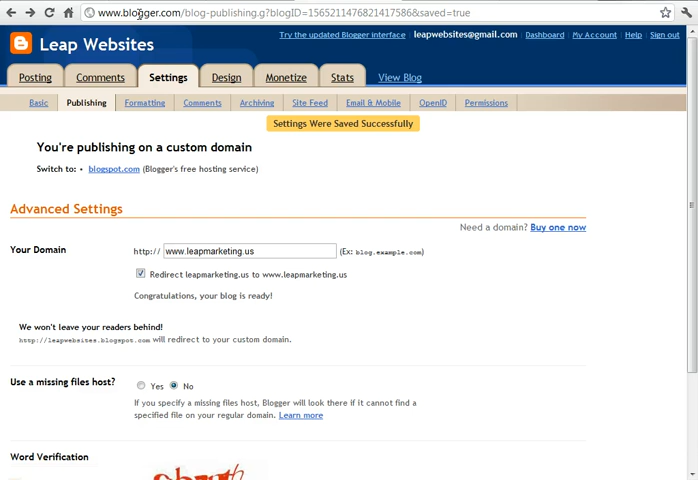 www.blogger.com/blog-publishing.g?blogID=1565211476821417586&saved=true
Leap Websites
Try the updated Blogger interface leapwebsites@gmail.com Dashboard My Account Help Sign out
Posting Comments Settings Design Monetize Stats View Blog
Basic Publishing Formatting Comments Archiving Site Feed Email & Mobile OpenID Permissions
Settings Were Saved Successfully
You're publishing on a custom domain
Switch to: • blogspot.com (Blogger's free hosting service)
Advanced Settings
Need a domain? Buy one now
Your Domain http:// www.leapmarketing.us (Ex: blog.example.com)
Redirect leapmarketing.us to www.leapmarketing.us
Congratulations, your blog is ready!
We won't leave your readers behind!
http://leapwebsites.blogspot.com will redirect to your custom domain.
Use a missing files host? Yes No
If you specify a missing files host, Blogger will look there if it cannot find a
specified file on your regular domain. Learn more
Word Verification